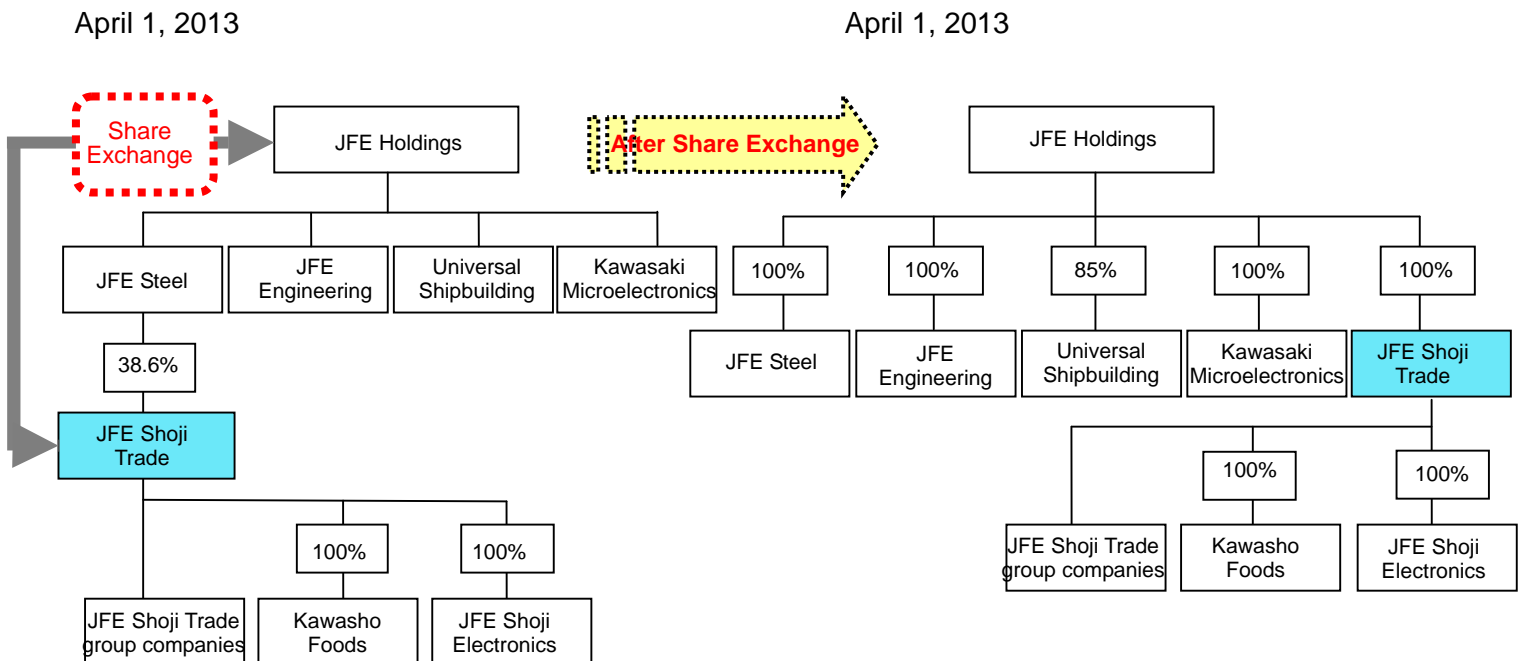 April 1, 2013
April 1, 2013
Share
Exchange
JFE Holdings
After Share Exchange
JFE Holdings
JFE Steel
JFE
Engineering
Universal
Shipbuilding
Kawasaki
Microelectronics
100%
100%
85%
100%
100%
38.6%
JFE Steel
JFE
Engineering
Universal
Shipbuilding
Kawasaki
Microelectronics
JFE Shoji
Trade
JFE Shoji
Trade
100%
100%
100%
100%
JFE Shoji Trade
group companies
Kawasho
Foods
JFE Shoji
Electronics
JFE Shoji Trade
group companies
Kawasho
Foods
JFE Shoji
Electronics